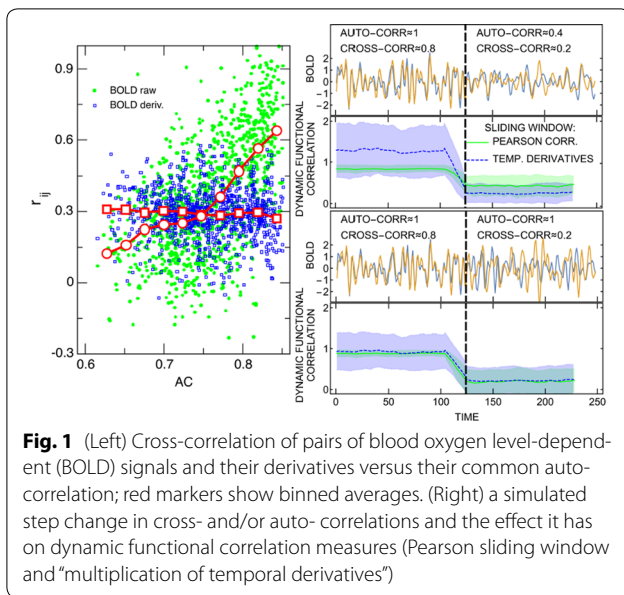 0.9
0.6
0.3
0
-0.3
r ij
BOLD raw
BOLD deriv.
0.6
0.7
0.8
AC
AUTO-CORR≈1
CROSS-CORR≈0.8
AUTO-CORR≈0.4
CROSS-CORR≈0.2
BOLD
2
1
0
-1
-2
DYNAMIC FUNCTIONAL
CORRELATION
2
1
0
SLIDING WINDOW:
PEARSON CORR.
TEMP. DERIVATIVES
AUTO-CORR≈1
CROSS-CORR≈0.8
AUTO-CORR≈1
CROSS-CORR≈0.2
BOLD
2
1
0
-1
-2
DYNAMIC FUNCTIONAL
CORRELATION
2
1
0
0 50 100 150 200 250
TIME
Fig. 1 (Left) Cross-correlation of pairs of blood oxygen level-depend-
ent (BOLD) signals and their derivatives versus their common auto-
correlation; red markers show binned averages. (Right) a simulated
step change in cross- and/or auto- correlations and the effect it has
on dynamic functional correlation measures (Pearson sliding window
and “multiplication of temporal derivatives”)